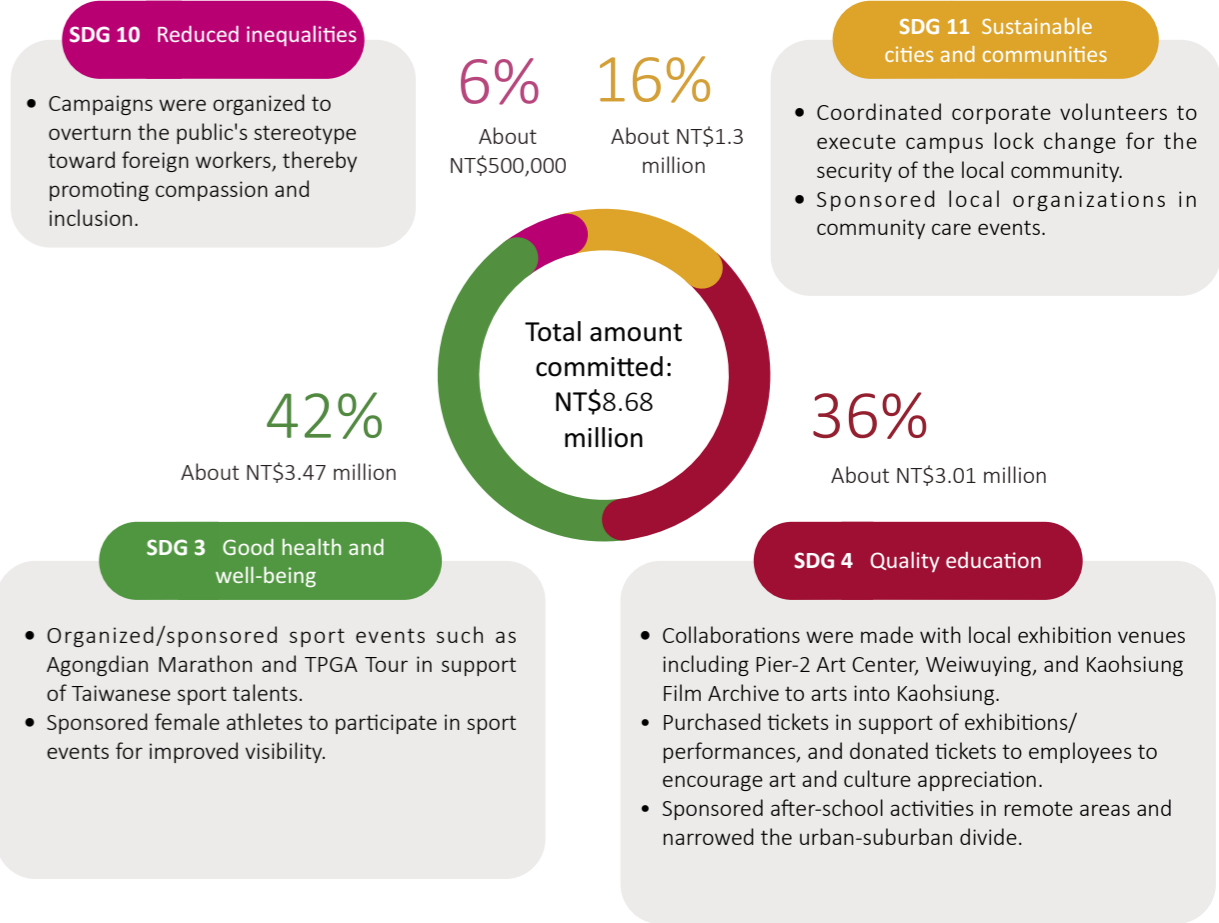 SDG 10 Reduced inequalities
• Campaigns were organized to
overturn the public's stereotype
toward foreign workers, thereby
promoting compassion and
inclusion.
6%
About
NT$500,000
16%
About NT$1.3
million
SDG 11 Sustainable
cities and communities
• Coordinated corporate volunteers to
execute campus lock change for the
security of the local community.
• Sponsored local organizations in
community care events.
Total amount
committed:
NT$8.68
million
42%
About NT$3.47 million
36%
About NT$3.01 million
SDG 3 Good health and
well-being
• Organized/sponsored sport events such as
Agongdian Marathon and TPGA Tour in support
of Taiwanese sport talents.
• Sponsored female athletes to participate in sport
events for improved visibility.
SDG 4 Quality education
• Collaborations were made with local exhibition venues
including Pier-2 Art Center, Weiwuying, and Kaohsiung
Film Archive to arts into Kaohsiung.
• Purchased tickets in support of exhibitions/
performances, and donated tickets to employees to
encourage art and culture appreciation.
• Sponsored after-school activities in remote areas and
narrowed the urban-suburban divide.